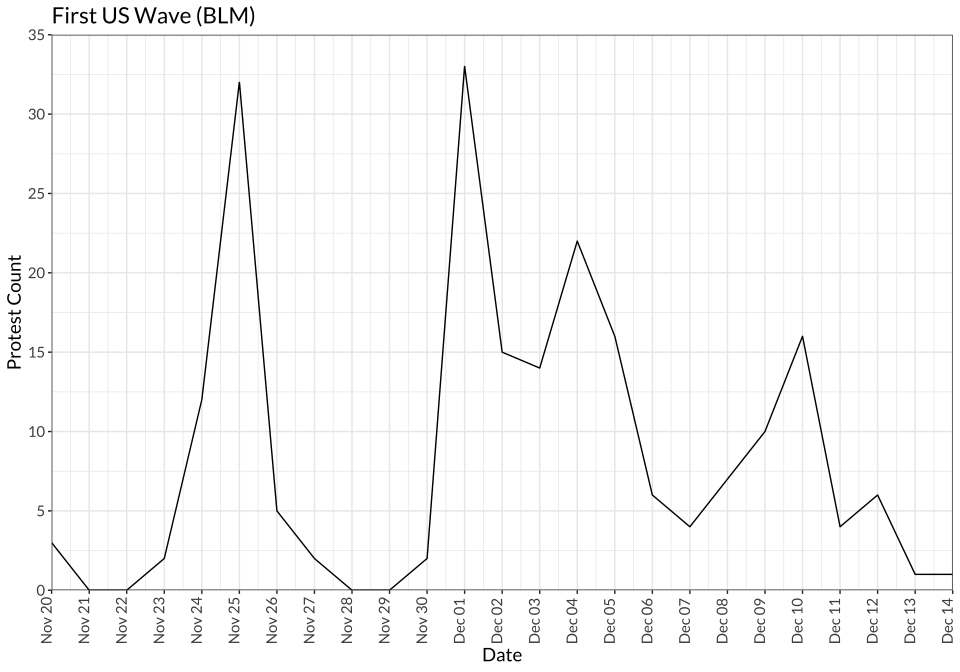 First US Wave (BLM)
Protest Count
35
30
25
20
15
10
5
0
Nov 20
Nov 21
Nov 22
Nov 23
Nov 24
Nov 25
Nov 26
Nov 27
Nov 28
Nov 29
Nov 30
Dec 01
Dec 02
Dec 03
Dec 04
Dec 05
Dec 06
Dec 07
Dec 08
Dec 09
Dec 10
Dec 11
Dec 12
Dec 13
Dec 14
Date